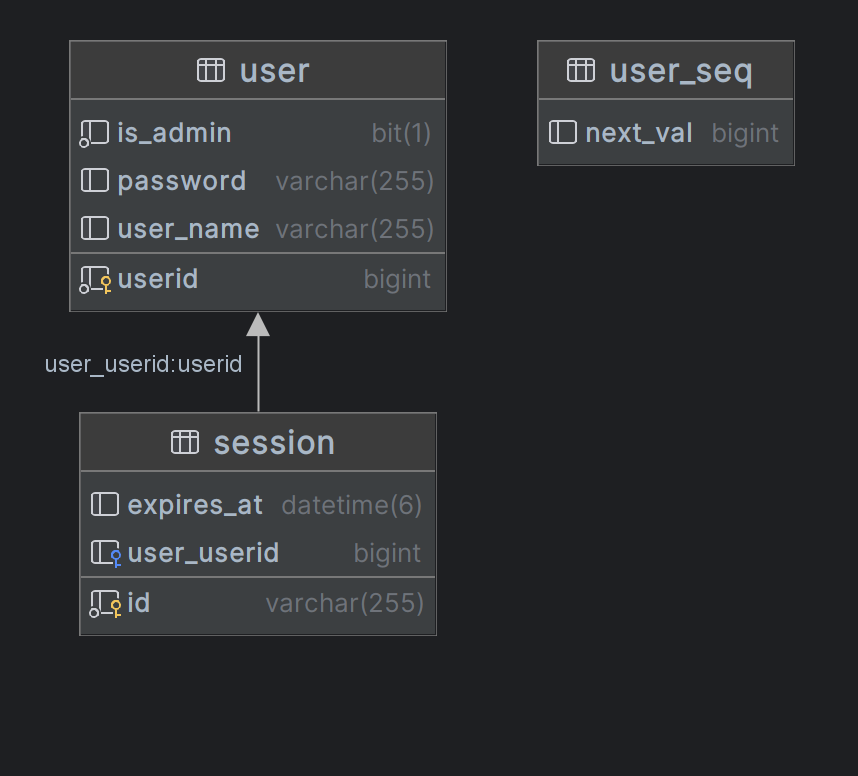 user
is_admin bit(1)
password varchar(255)
user_name varchar(255)
userid bigint
user_userid:userid
session
expires_at datetime(6)
user_userid bigint
id varchar(255)
user_seq
next_val bigint